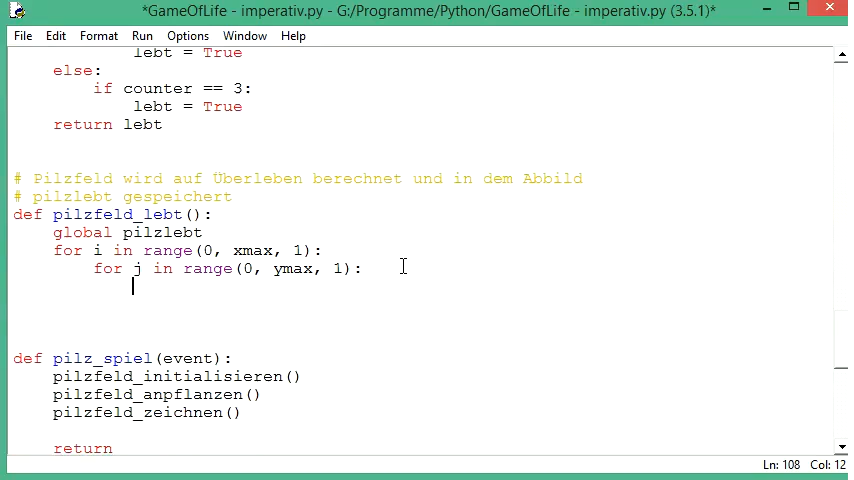 *GameOfLife - imperativ.py - G:/Programme/Python/GameOfLife - imperativ.py (3.5.1)*
File Edit Format Run Options Window Help
lebt = True
else:
if counter == 3:
lebt = True
return lebt
# Pilzfeld wird auf Überleben berechnet und in dem Abbild
# pilzlebt gespeichert
def pilzfeld_lebt():
global pilzlebt
for i in range(0, xmax, 1):
for j in range(0, ymax, 1):
def pilz_spiel(event):
pilzfeld_initialisieren()
pilzfeld_anpflanzen()
pilzfeld_zeichnen()
return
Ln: 108 Col: 12